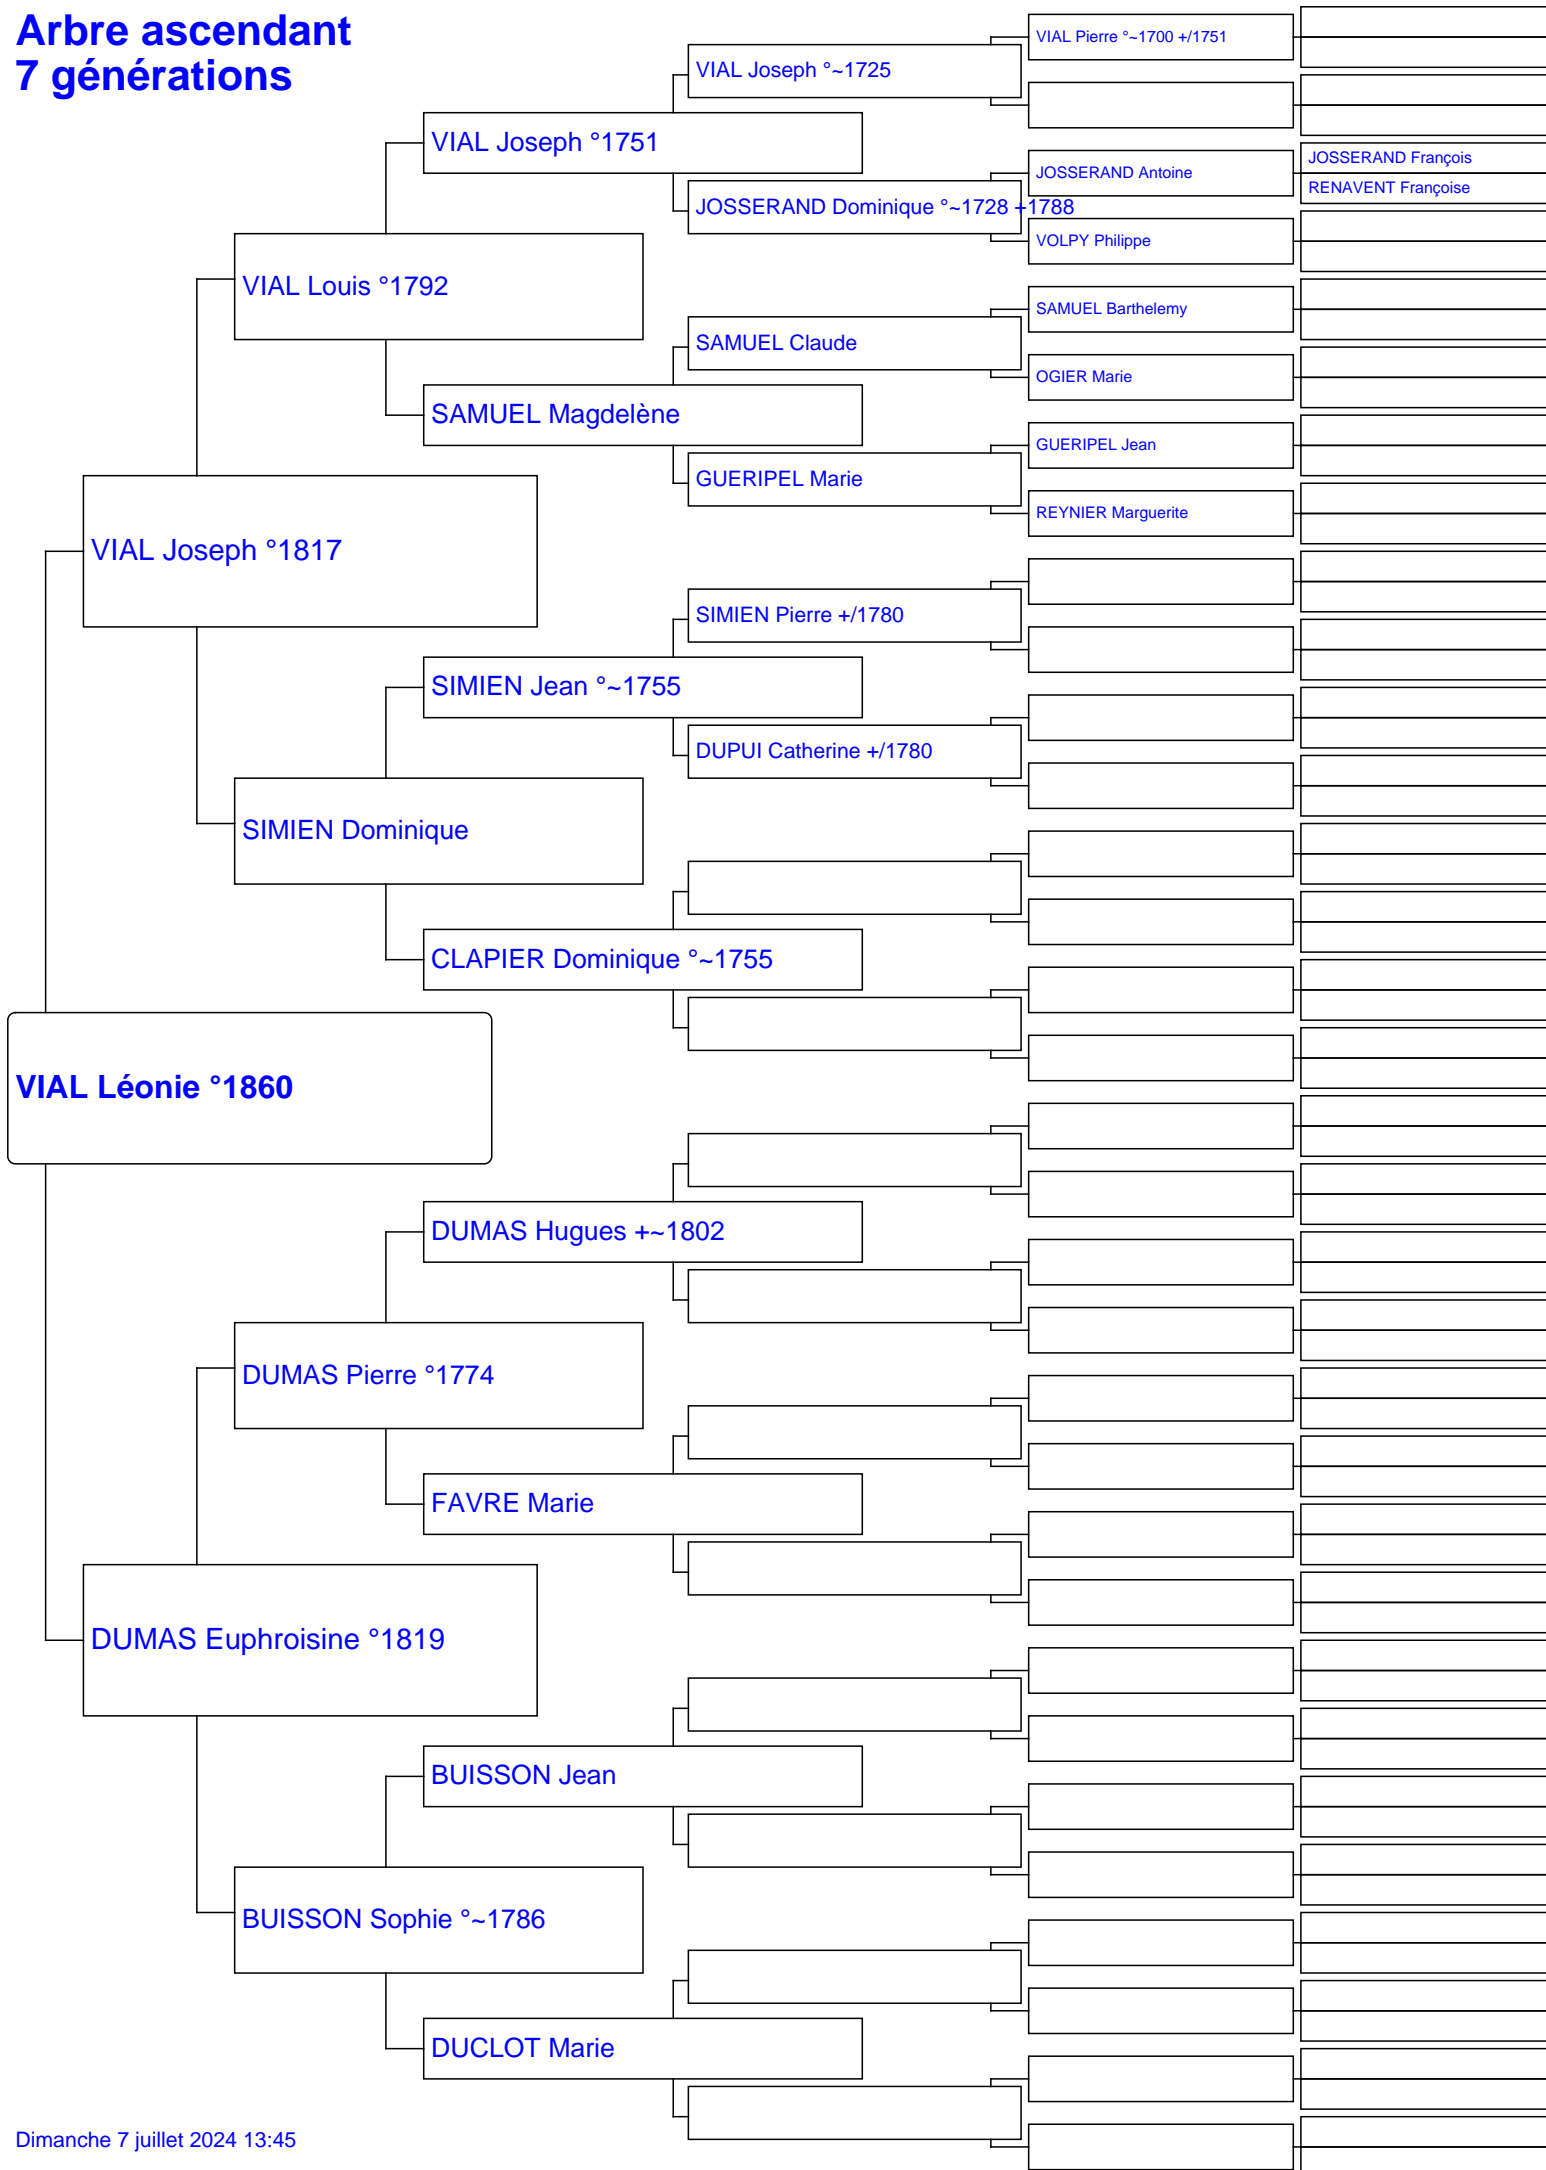 Arbre ascendant
7 générations
VIAL Pierre °~1700 +/1751
VIAL Joseph °~1725
VIAL Joseph °1751
JOSSERAND François
JOSSERAND Antoine
RENAVENT Françoise
JOSSERAND Dominique °~1728 +1788
VOLPY Philippe
VIAL Louis °1792
SAMUEL Barthelemy
SAMUEL Claude
OGIER Marie
SAMUEL Magdelène
GUERIPEL Jean
GUERIPEL Marie
REYNIER Marguerite
VIAL Joseph °1817
SIMIEN Pierre +/1780
SIMIEN Jean °~1755
DUPUI Catherine +/1780
SIMIEN Dominique
CLAPIER Dominique °~1755
VIAL Léonie °1860
DUMAS Hugues +~1802
DUMAS Pierre °1774
FAVRE Marie
DUMAS Euphroisine °1819
BUISSON Jean
BUISSON Sophie °~1786
DUCLOT Marie
Dimanche 7 juillet 2024 13:45